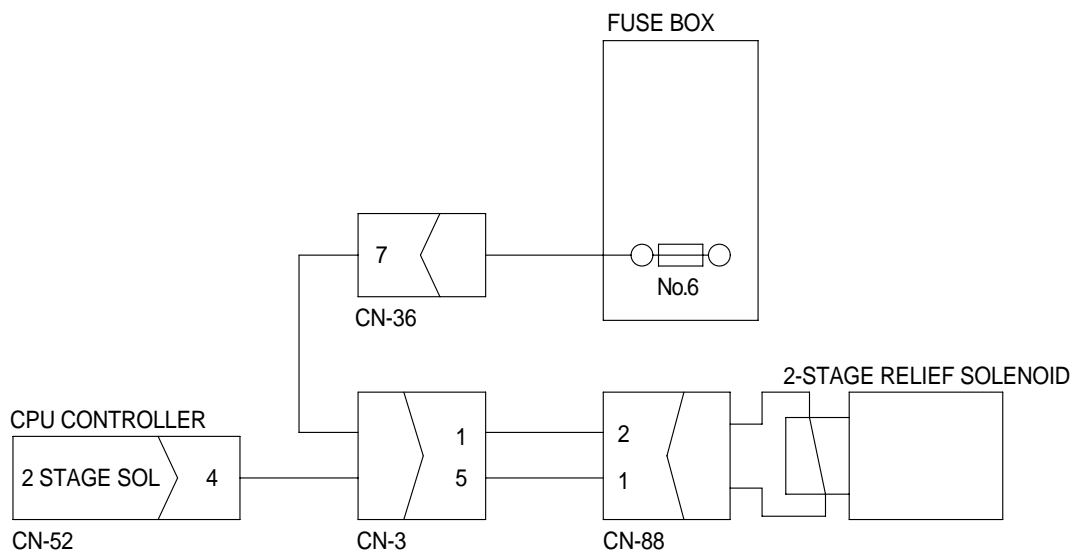 FUSE BOX
7
No.6
CN-36
2-STAGE RELIEF SOLENOID
CPU CONTROLLER
1
2
2 STAGE SOL
4
5
1
CN-52
CN-3
CN-88